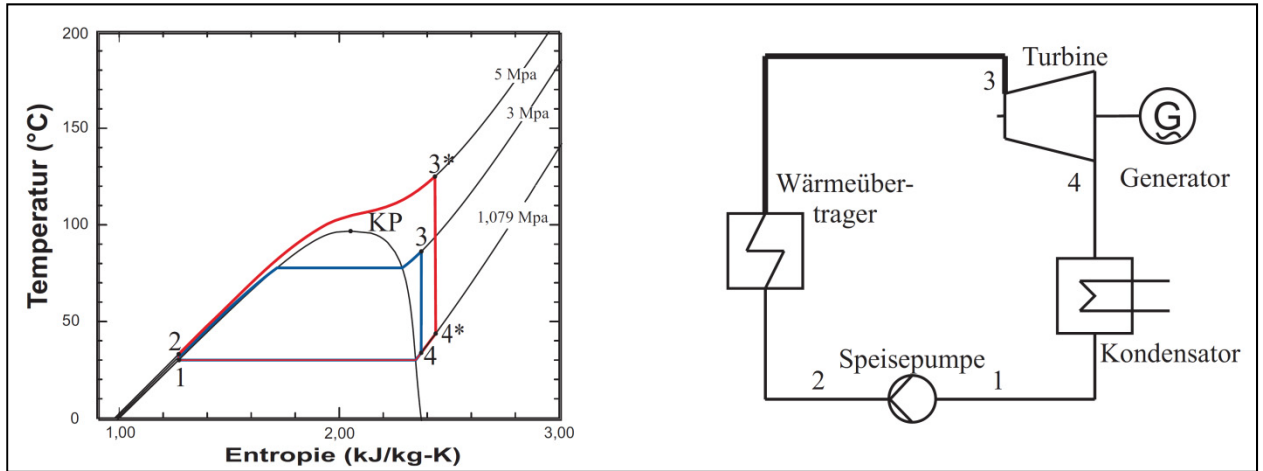 200
150
100
50
0
1,00
2,00
3,00
Temperatur (°C)
Entropie (kJ/kg-K)
5 Mpa
3 Mpa
1,079 Mpa
3*
KP
3
4*
4
2
1
Turbine
3
G
4
Generator
Wärmeüber-
trager
Kondensator
Speisepumpe
2
1